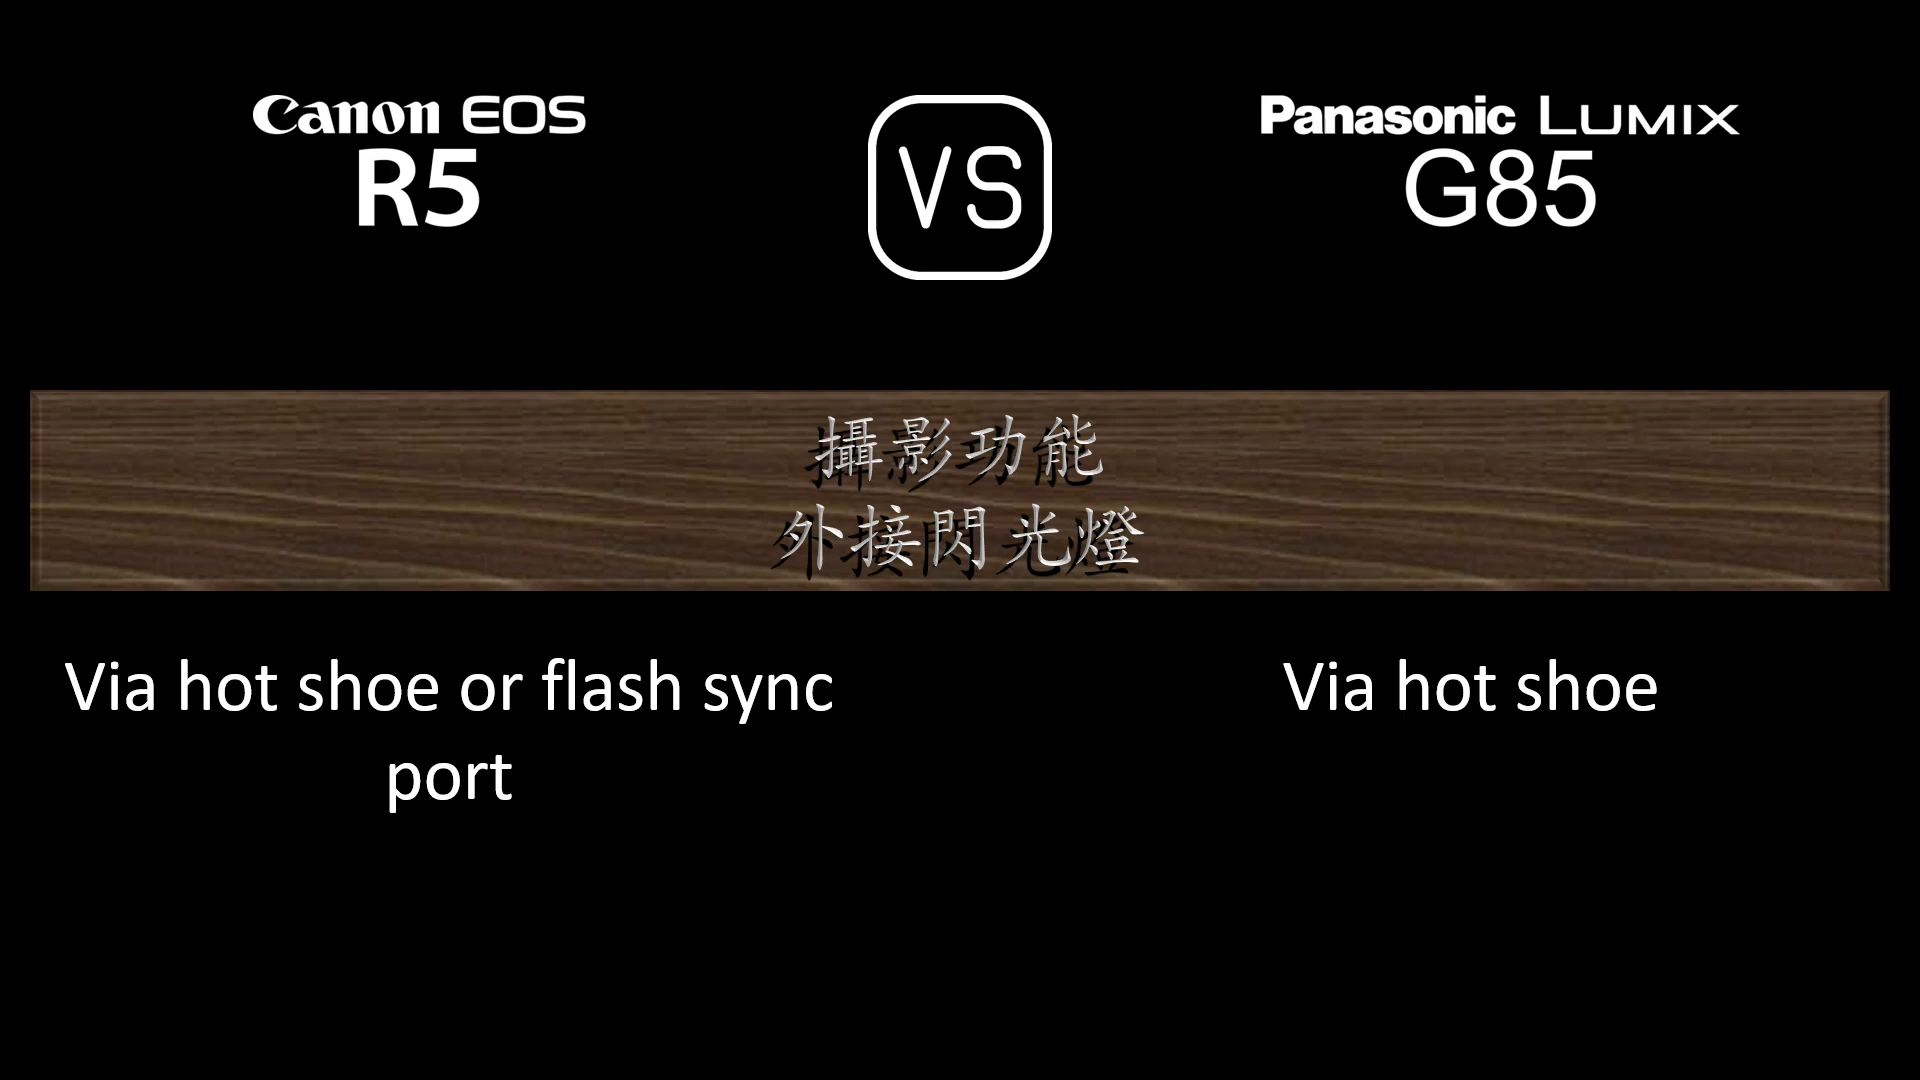 Canon EOS
R5
VS
Panasonic LUMIX
G85
攝影功能
外接閃光燈
Via hot shoe or flash sync
port
Via hot shoe